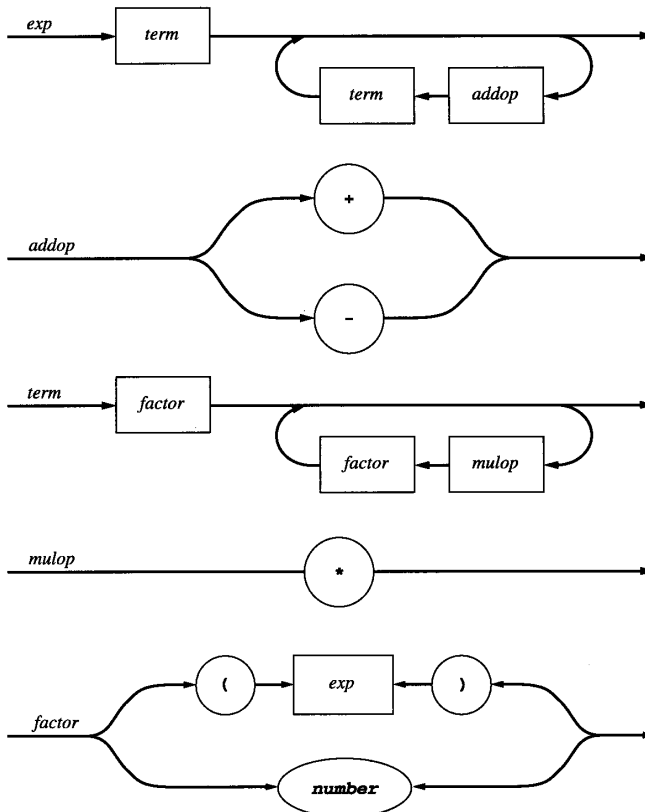 exp
term
term
addop
addop
+
-
term
factor
factor
mulop
mulop
*
factor
(
exp
)
number